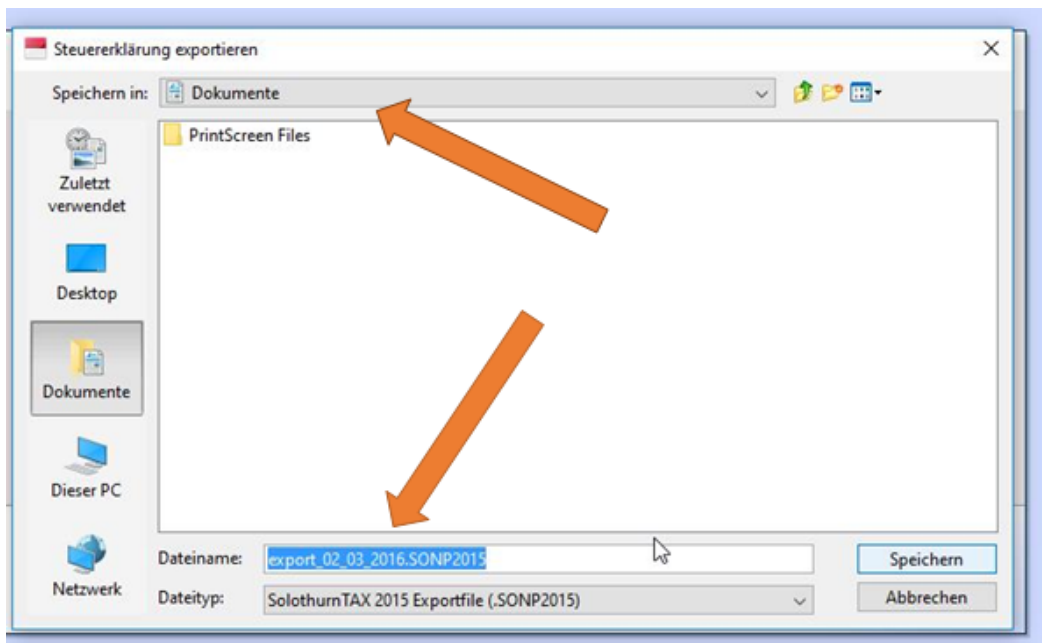 Steuererklärung exportieren
Speichern in: Dokumente
PrintScreen Files
Zuletzt
verwendet
Desktop
Dokumente
Dieser PC
Netzwerk
Dateiname: export_02_03_2016.SONP2015 Speichern
Dateityp: SolothurnTAX 2015 Exportfile (.SONP2015) Abbrechen